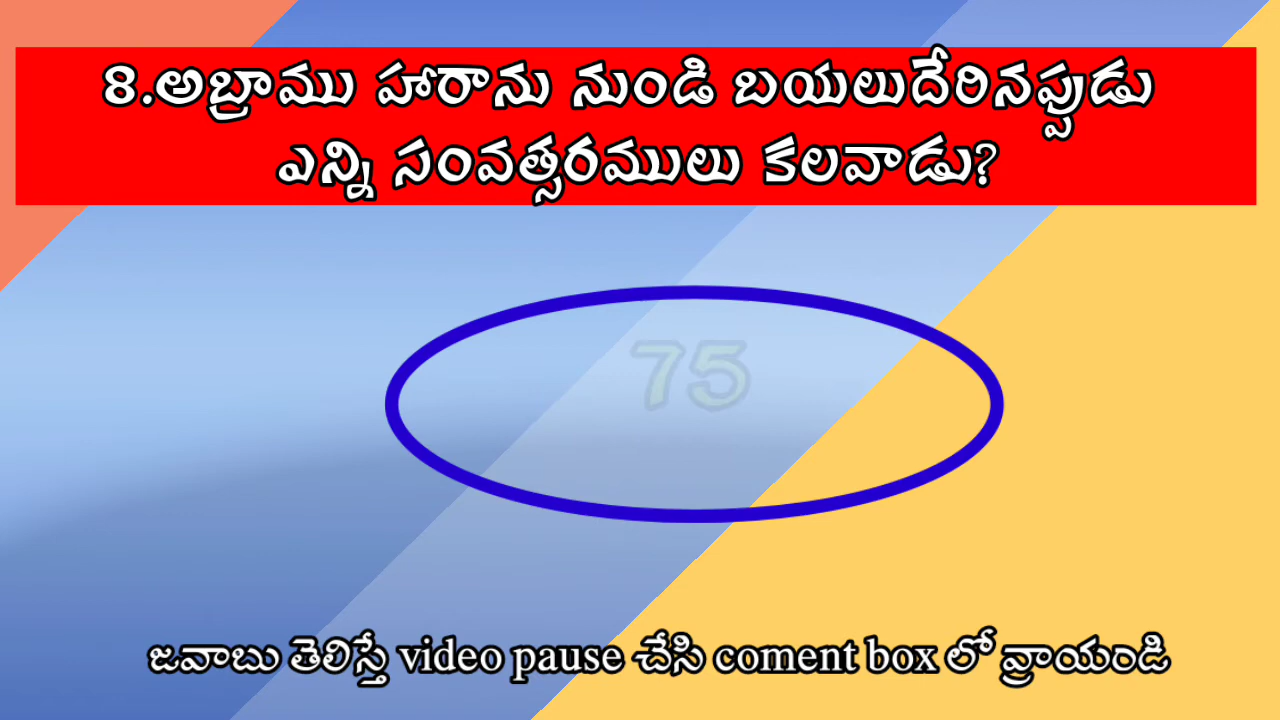 8.అబ్రాము హారాను నుండి బయలుదేరినప్పుడు
ఎన్ని సంవత్సరములు కలవాడు?
75
జవాబు తెలిస్తే video pause చేసి coment box లో వ్రాయండి